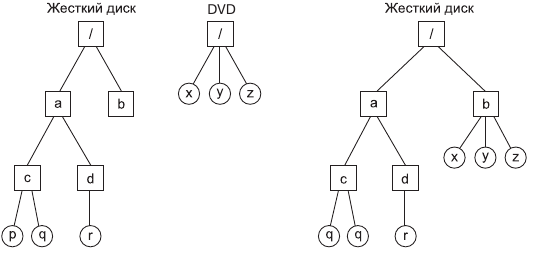 Жесткий диск DVD Жесткий диск
/ / /
a b x y z a b
x y z
c d c d
p q r q q r